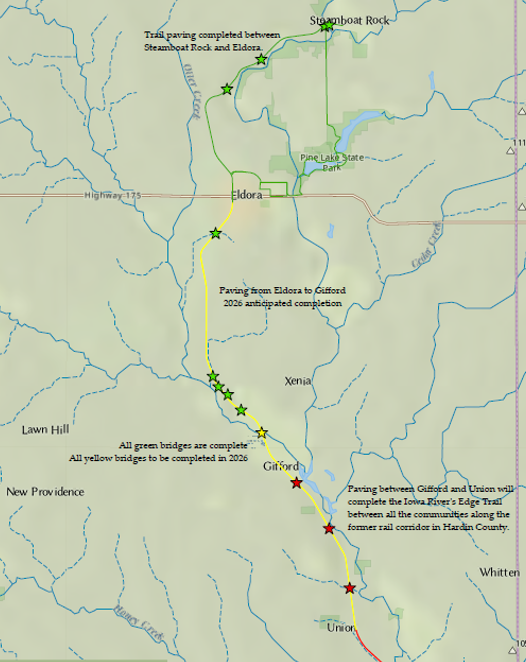 Steamboat Rock
Trail paving completed between
Steamboat Rock and Eldora.
Pine Lake State
Park
111
Highway 175
Eldora
Paving from Eldora to Gifford
2026 anticipated completion
Xenia
Lawn Hill
All green bridges are complete
All yellow bridges to be completed in 2026
Gifford
New Providence
Paving between Gifford and Union will
complete the Iowa River's Edge Trail
between all the communities along the
former rail corridor in Hardin County.
Whitten
Honey Creek
Union